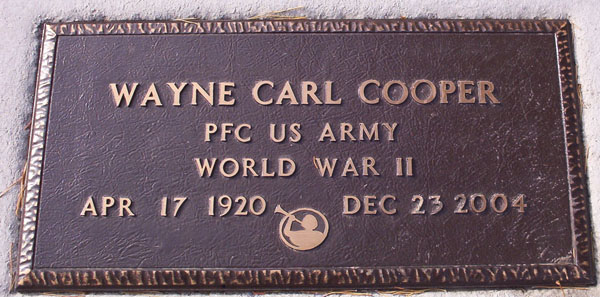 WAYNE CARL COOPER
PFC US ARMY
WORLD WAR II
APR 17 1920 DEC 23 2004